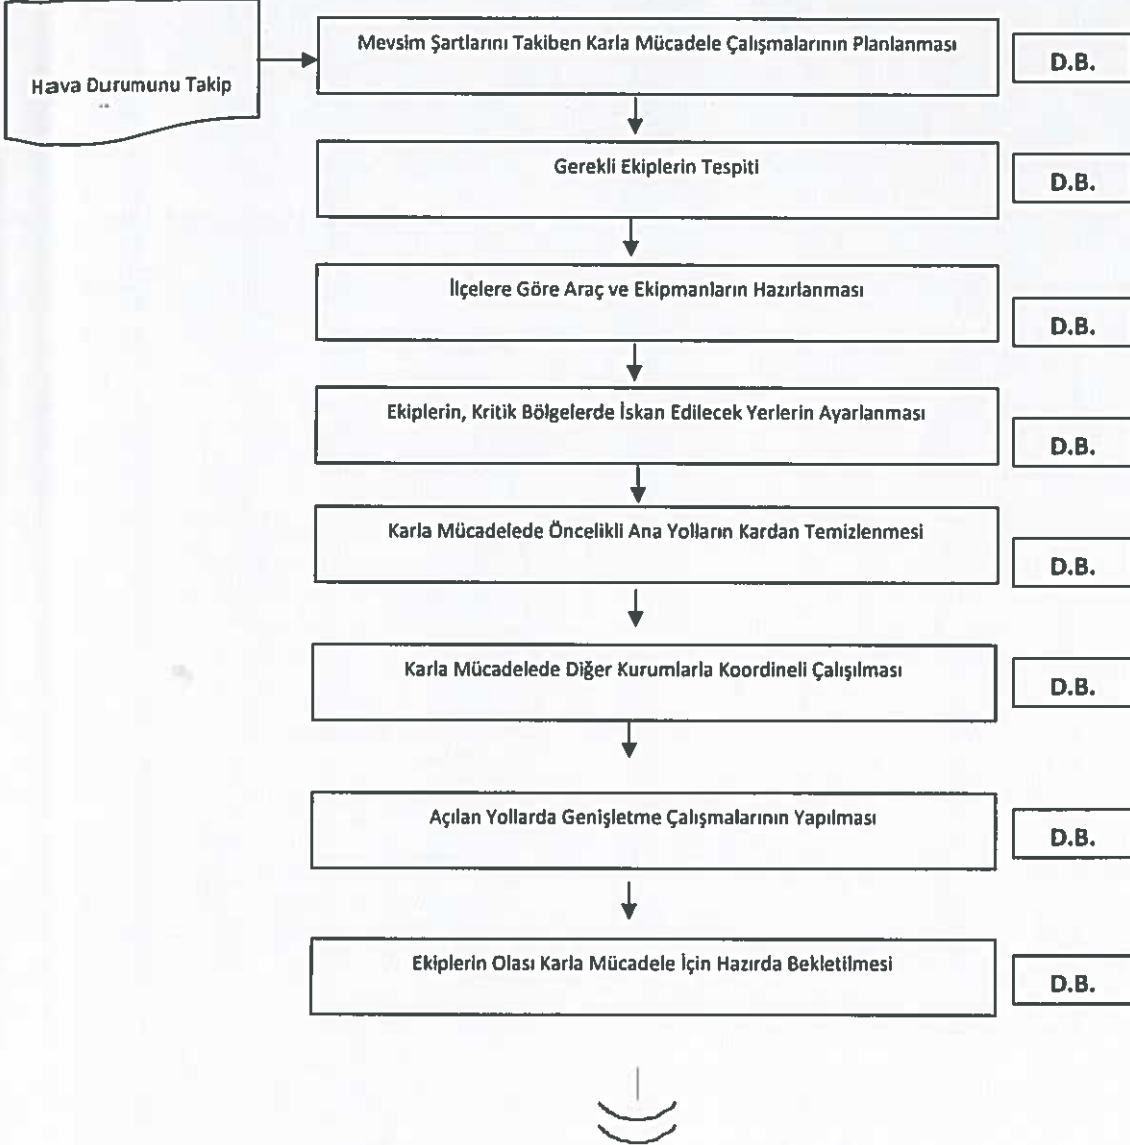 Mevsim Şartlarını Takiben Karla Mücadele Çalışmalarının Planlanması
D.B.
Hava Durumunu Takip
Gerekli Ekiplerin Tespiti
D.B.
İlçelere Göre Araç ve Ekipmanların Hazırlanması
D.B.
Ekiplerin, Kritik Bölgelerde İskan Edilecek Yerlerin Ayarlanması
D.B.
Karla Mücadelede Öncelikli Ana Yolların Kardan Temizlenmesi
D.B.
Karla Mücadelede Diğer Kurumlarla Koordineli Çalışılması
D.B.
Açılan Yollarda Genişletme Çalışmalarının Yapılması
D.B.
Ekiplerin Olası Karla Mücadele İçin Hazırda Bekletilmesi
D.B.